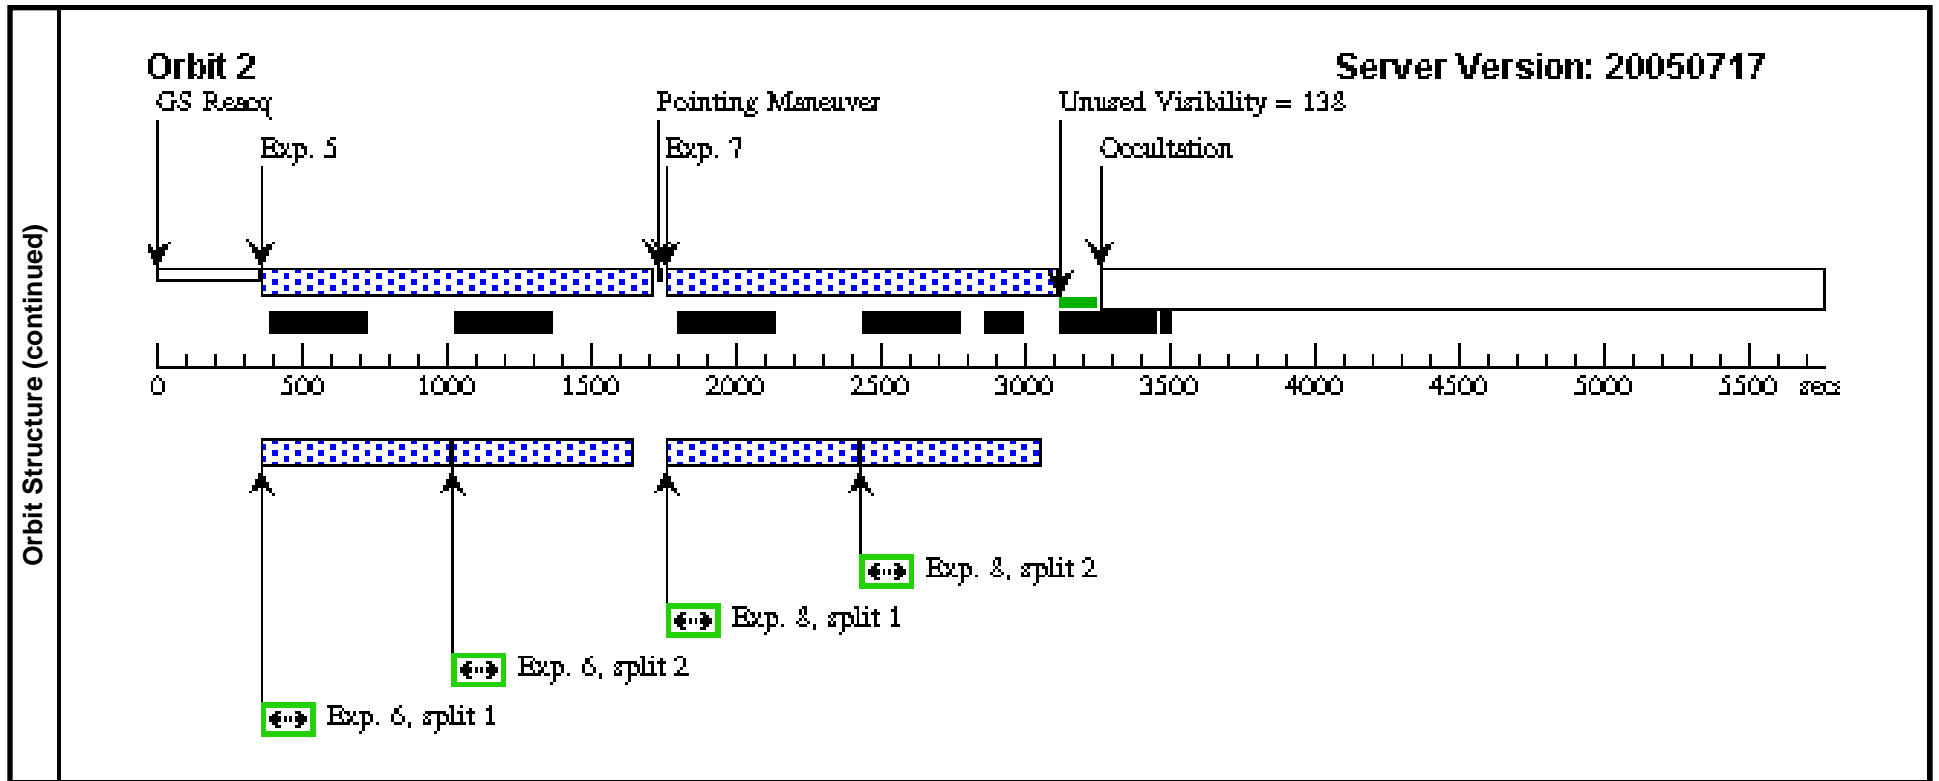 Orbit Structure (continued)
Orbit 2
Server Version: 20050717
GS Reacq
Pointing Maneuver
Unused Visibility = 138
Exp. 5
Exp. 7
Occultation
0 500 1000 1500 2000 2500 3000 3500 4000 4500 5000 5500 secs
Exp. 8, split 2
Exp. 8, split 1
Exp. 6, split 2
Exp. 6, split 1